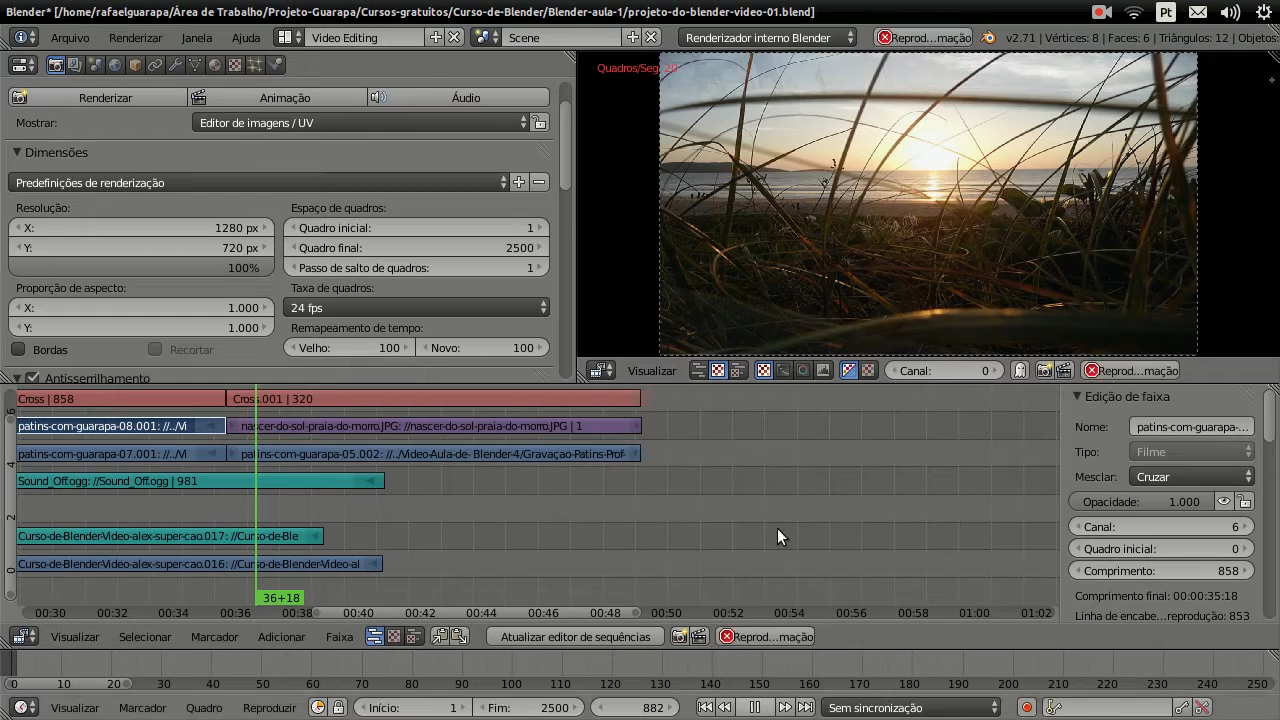 Blender* [/home/rafaelguarapa/Área de Trabalho/Projeto-Guarapa/Cursos-gratuitos/Curso-de-Blender/Blender-aula-1/projeto-do-blender-video-01.blend]
Pt
Arquivo Renderizar Janela Ajuda Video Editing Scene Renderizador interno Blender Reprod...mação v2.71 | Vértices: 8 | Faces: 6 | Triângulos: 12 | Objetos:
Quadros/Seg
Renderizar Animação Áudio
Mostrar: Editor de imagens / UV
Dimensões
Predefinições de renderização
Resolução: Espaço de quadros:
X: 1280 px Quadro inicial: 1
Y: 720 px Quadro final: 2500
100% Passo de salto de quadros: 1
Proporção de aspecto: Taxa de quadros:
X: 1.000 24 fps
Y: 1.000 Remapeamento de tempo:
Bordas Recortar Velho: 100 Novo: 100
Antisserrilhamento
Visualizar Canal: 0 Reprod...mação
Cross | 858 Cross.001 | 320
patins-com-guarapa-08.001: //../Vi nascer-do-sol-praia-do-morro.JPG: //nascer-do-sol-praia-do-morro.JPG | 1
patins-com-guarapa-07.001: //../Vi patins-com-guarapa-05.002: //../Video-Aula-de- Blender-4/Gravaçao-Patins-Prof-
Sound_Off.ogg: //Sound_Off.ogg | 981
Curso-de-Blender-Video-alex-super-cao.017: //Curso-de-Ble
Curso-de-Blender-Video-alex-super-cao.016: //Curso-de-Blender-Video-al
6
4
2
0
36+18
00:30 00:32 00:34 00:36 00:38 00:40 00:42 00:44 00:46 00:48 00:50 00:52 00:54 00:56 00:58 01:00 01:02
Edição de faixa
Nome: patins-com-guarapa-...
Tipo: Filme
Mesclar: Cruzar
Opacidade: 1.000
Canal: 6
Quadro inicial: 0
Comprimento: 858
Comprimento final: 00:00:35:18
Linha de encabe...reprodução: 853
Visualizar Selecionar Marcador Adicionar Faixa Atualizar editor de sequências Reprod...mação
0 10 20 30 40 50 60 70 80 90 100 110 120 130 140 150 160 170 180 190 200 210 220 230 240 250
Visualizar Marcador Quadro Reproduzir Início: 1 Fim: 2500 882 Sem sincronização